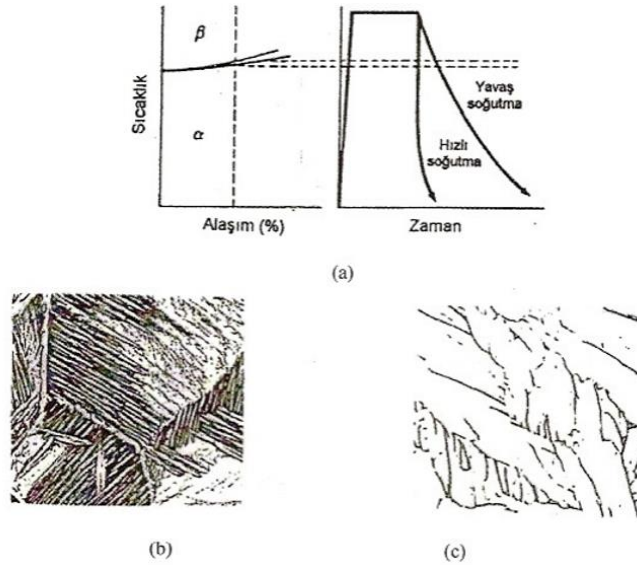 β
α
Sıcaklık
Alaşım (%)
Yavaş
soğutma
Hızlı
soğutma
Zaman
(a)
(b)
(c)